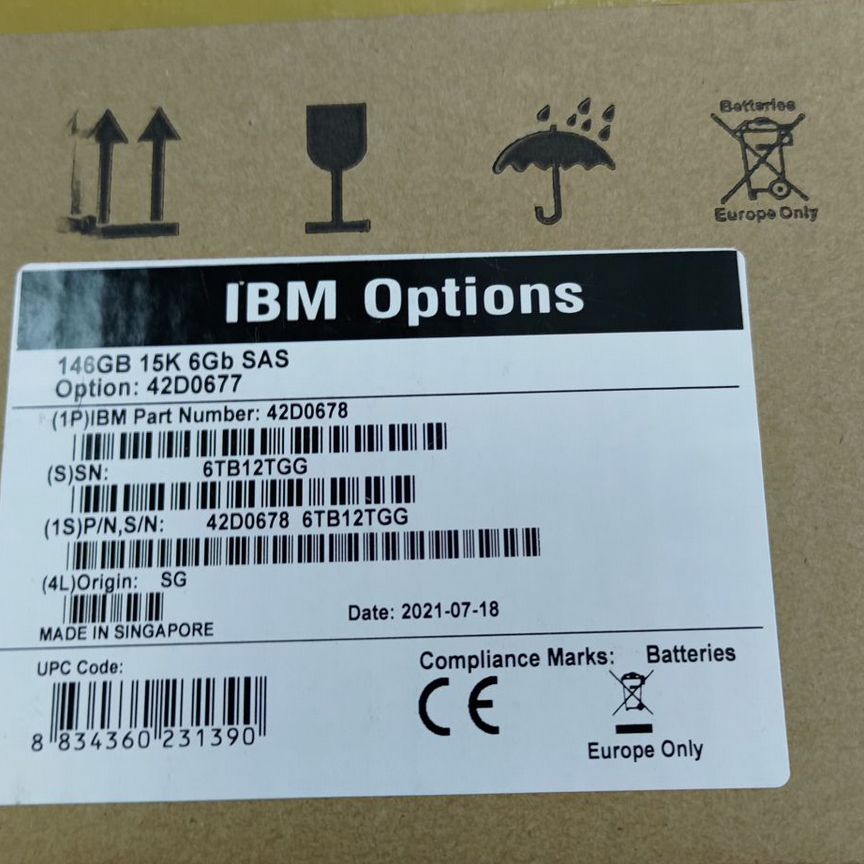 Batteries
Europe Only
IBM Options
146GB 15K 6Gb SAS
Option: 42D0677
(1P)IBM Part Number: 42D0678
(S)SN: 6TB12TGG
(1S)P/N,S/N: 42D0678 6TB12TGG
(4L)Origin: SG
MADE IN SINGAPORE
Date: 2021-07-18
UPC Code:
8 834360 231390
Compliance Marks: Batteries
CE
Europe Only